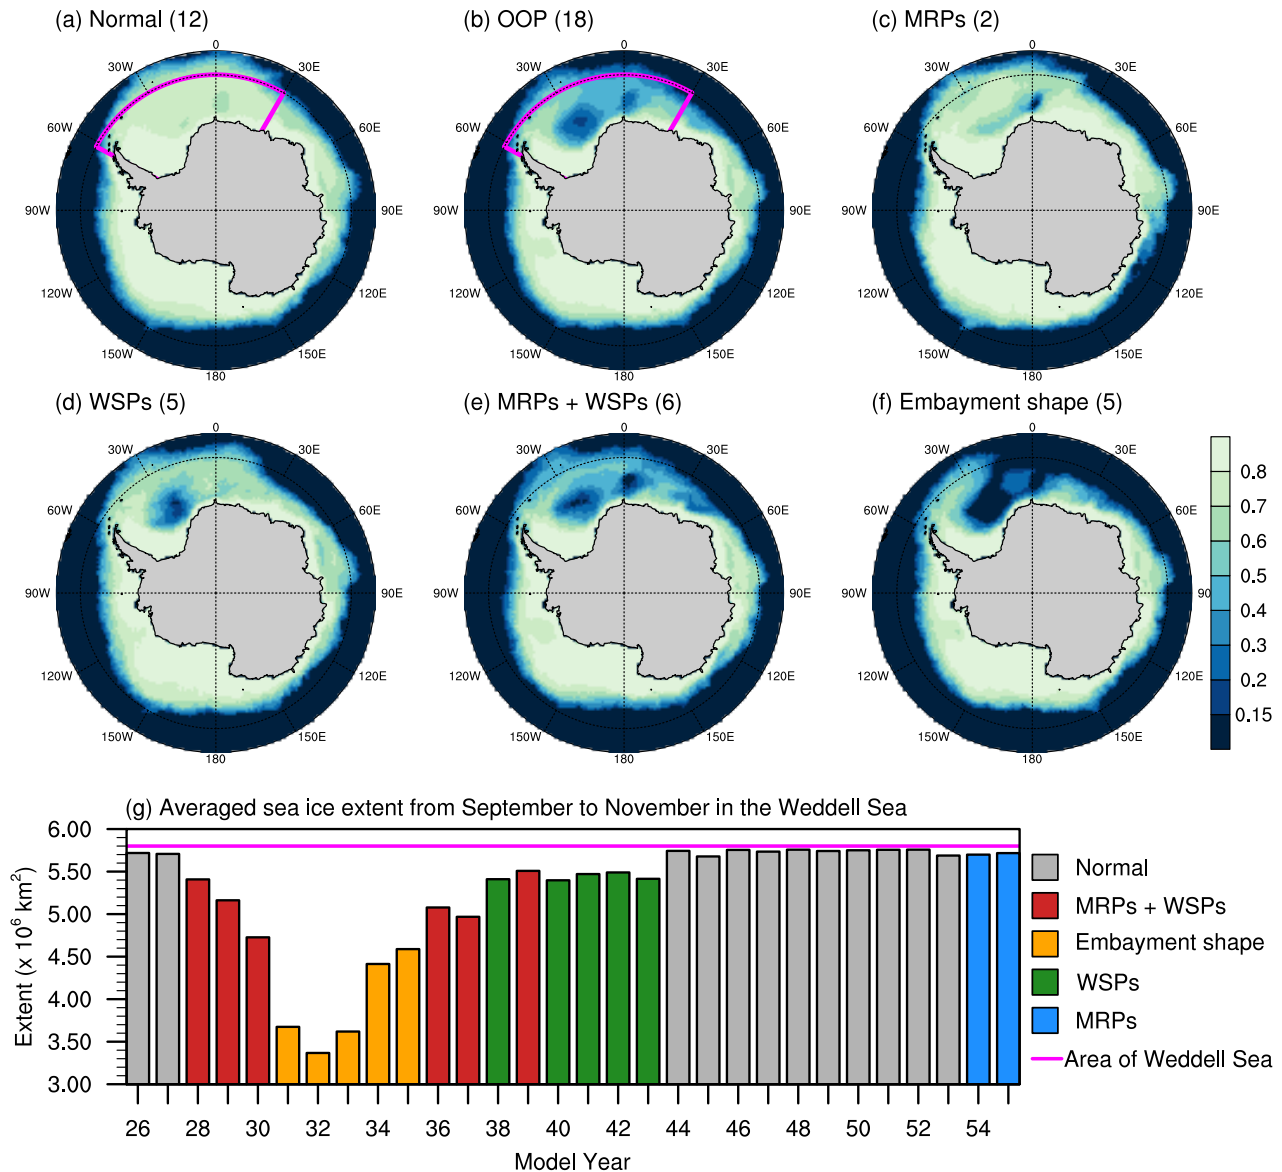 (a) Normal (12)
(b) OOP (18)
(c) MRPs (2)
0
0
0
30W
30E
30W
30E
30W
30E
60W
60E
60W
60E
60W
60E
90W
90E
90W
90E
90W
90E
120W
120E
120W
120E
120W
120E
150W
150E
150W
150E
150W
150E
180
180
180
(d) WSPs (5)
(e) MRPs + WSPs (6)
(f) Embayment shape (5)
0
0
0
30W
30E
30W
30E
30W
30E
60W
60E
60W
60E
60W
60E
90W
90E
90W
90E
90W
90E
120W
120E
120W
120E
120W
120E
150W
150E
150W
150E
150W
150E
180
180
180
0.8
0.7
0.6
0.5
0.4
0.3
0.2
0.15
(g) Averaged sea ice extent from September to November in the Weddell Sea
6.00
5.50
5.00
4.50
4.00
3.50
3.00
Extent (x 10⁶ km²)
26 28 30 32 34 36 38 40 42 44 46 48 50 52 54
Model Year
Normal
MRPs + WSPs
Embayment shape
WSPs
MRPs
Area of Weddell Sea